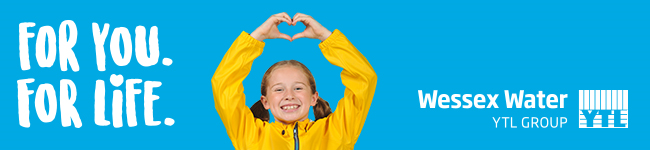 FOR YOU.
FOR LiFE.
Wessex Water
YTL GROUP
YTL